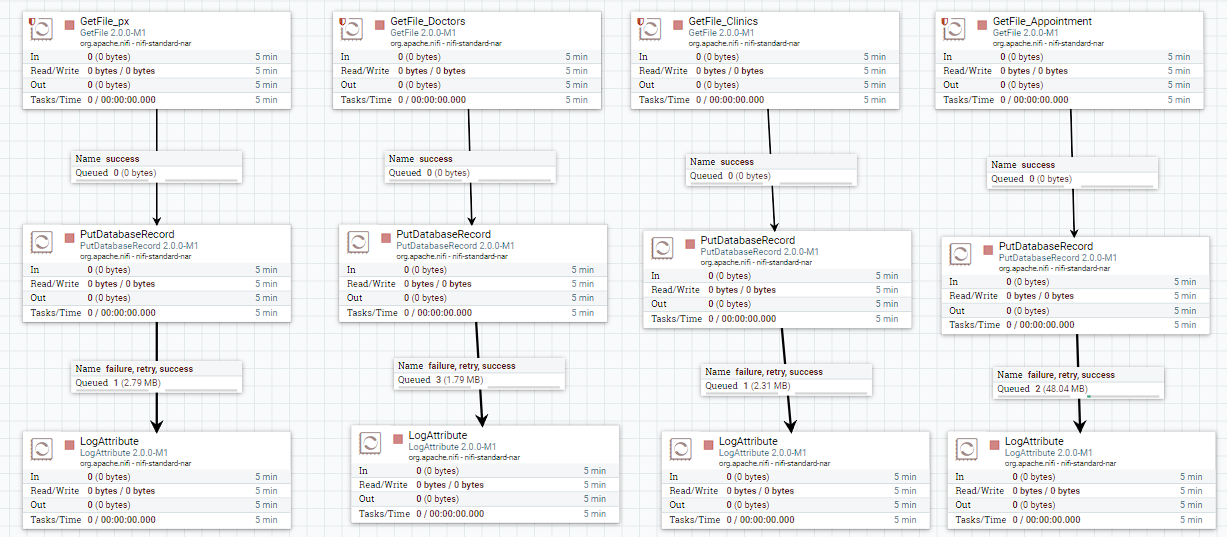 GetFile_px
GetFile 2.0.0-M1
org.apache.nifi - nifi-standard-nar
In 0 (0 bytes) 5 min
Read/Write 0 bytes / 0 bytes 5 min
Out 0 (0 bytes) 5 min
Tasks/Time 0 / 00:00:00.000 5 min
Name success
Queued 0 (0 bytes)
PutDatabaseRecord
PutDatabaseRecord 2.0.0-M1
org.apache.nifi - nifi-standard-nar
In 0 (0 bytes) 5 min
Read/Write 0 bytes / 0 bytes 5 min
Out 0 (0 bytes) 5 min
Tasks/Time 0 / 00:00:00.000 5 min
Name failure, retry, success
Queued 1 (2.79 MB)
LogAttribute
LogAttribute 2.0.0-M1
org.apache.nifi - nifi-standard-nar
In 0 (0 bytes) 5 min
Read/Write 0 bytes / 0 bytes 5 min
Out 0 (0 bytes) 5 min
Tasks/Time 0 / 00:00:00.000 5 min
GetFile_Doctors
GetFile 2.0.0-M1
org.apache.nifi - nifi-standard-nar
In 0 (0 bytes) 5 min
Read/Write 0 bytes / 0 bytes 5 min
Out 0 (0 bytes) 5 min
Tasks/Time 0 / 00:00:00.000 5 min
Name success
Queued 0 (0 bytes)
PutDatabaseRecord
PutDatabaseRecord 2.0.0-M1
org.apache.nifi - nifi-standard-nar
In 0 (0 bytes) 5 min
Read/Write 0 bytes / 0 bytes 5 min
Out 0 (0 bytes) 5 min
Tasks/Time 0 / 00:00:00.000 5 min
Name failure, retry, success
Queued 3 (1.79 MB)
LogAttribute
LogAttribute 2.0.0-M1
org.apache.nifi - nifi-standard-nar
In 0 (0 bytes) 5 min
Read/Write 0 bytes / 0 bytes 5 min
Out 0 (0 bytes) 5 min
Tasks/Time 0 / 00:00:00.000 5 min
GetFile_Clinics
GetFile 2.0.0-M1
org.apache.nifi - nifi-standard-nar
In 0 (0 bytes) 5 min
Read/Write 0 bytes / 0 bytes 5 min
Out 0 (0 bytes) 5 min
Tasks/Time 0 / 00:00:00.000 5 min
Name success
Queued 0 (0 bytes)
PutDatabaseRecord
PutDatabaseRecord 2.0.0-M1
org.apache.nifi - nifi-standard-nar
In 0 (0 bytes) 5 min
Read/Write 0 bytes / 0 bytes 5 min
Out 0 (0 bytes) 5 min
Tasks/Time 0 / 00:00:00.000 5 min
Name failure, retry, success
Queued 1 (2.31 MB)
LogAttribute
LogAttribute 2.0.0-M1
org.apache.nifi - nifi-standard-nar
In 0 (0 bytes) 5 min
Read/Write 0 bytes / 0 bytes 5 min
Out 0 (0 bytes) 5 min
Tasks/Time 0 / 00:00:00.000 5 min
GetFile_Appointment
GetFile 2.0.0-M1
org.apache.nifi - nifi-standard-nar
In 0 (0 bytes) 5 min
Read/Write 0 bytes / 0 bytes 5 min
Out 0 (0 bytes) 5 min
Tasks/Time 0 / 00:00:00.000 5 min
Name success
Queued 0 (0 bytes)
PutDatabaseRecord
PutDatabaseRecord 2.0.0-M1
org.apache.nifi - nifi-standard-nar
In 0 (0 bytes) 5 min
Read/Write 0 bytes / 0 bytes 5 min
Out 0 (0 bytes) 5 min
Tasks/Time 0 / 00:00:00.000 5 min
Name failure, retry, success
Queued 2 (48.04 MB)
LogAttribute
LogAttribute 2.0.0-M1
org.apache.nifi - nifi-standard-nar
In 0 (0 bytes) 5 min
Read/Write 0 bytes / 0 bytes 5 min
Out 0 (0 bytes) 5 min
Tasks/Time 0 / 00:00:00.000 5 min